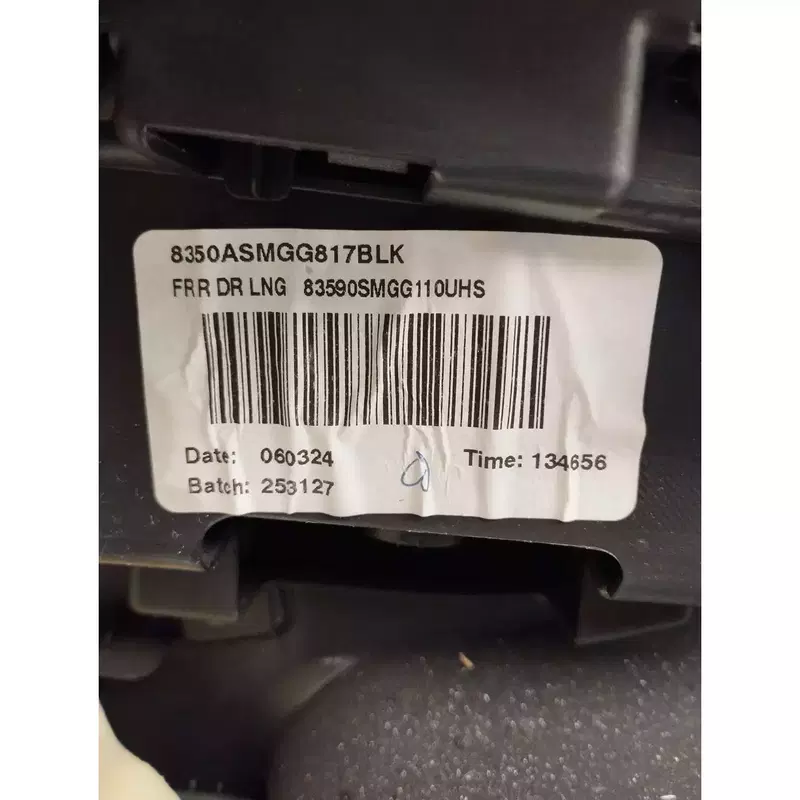 8350ASMGG817BLK
FRR DR LNG 83590SMGG110UHS
Date: 060324 Time: 134656
Batch: 253127